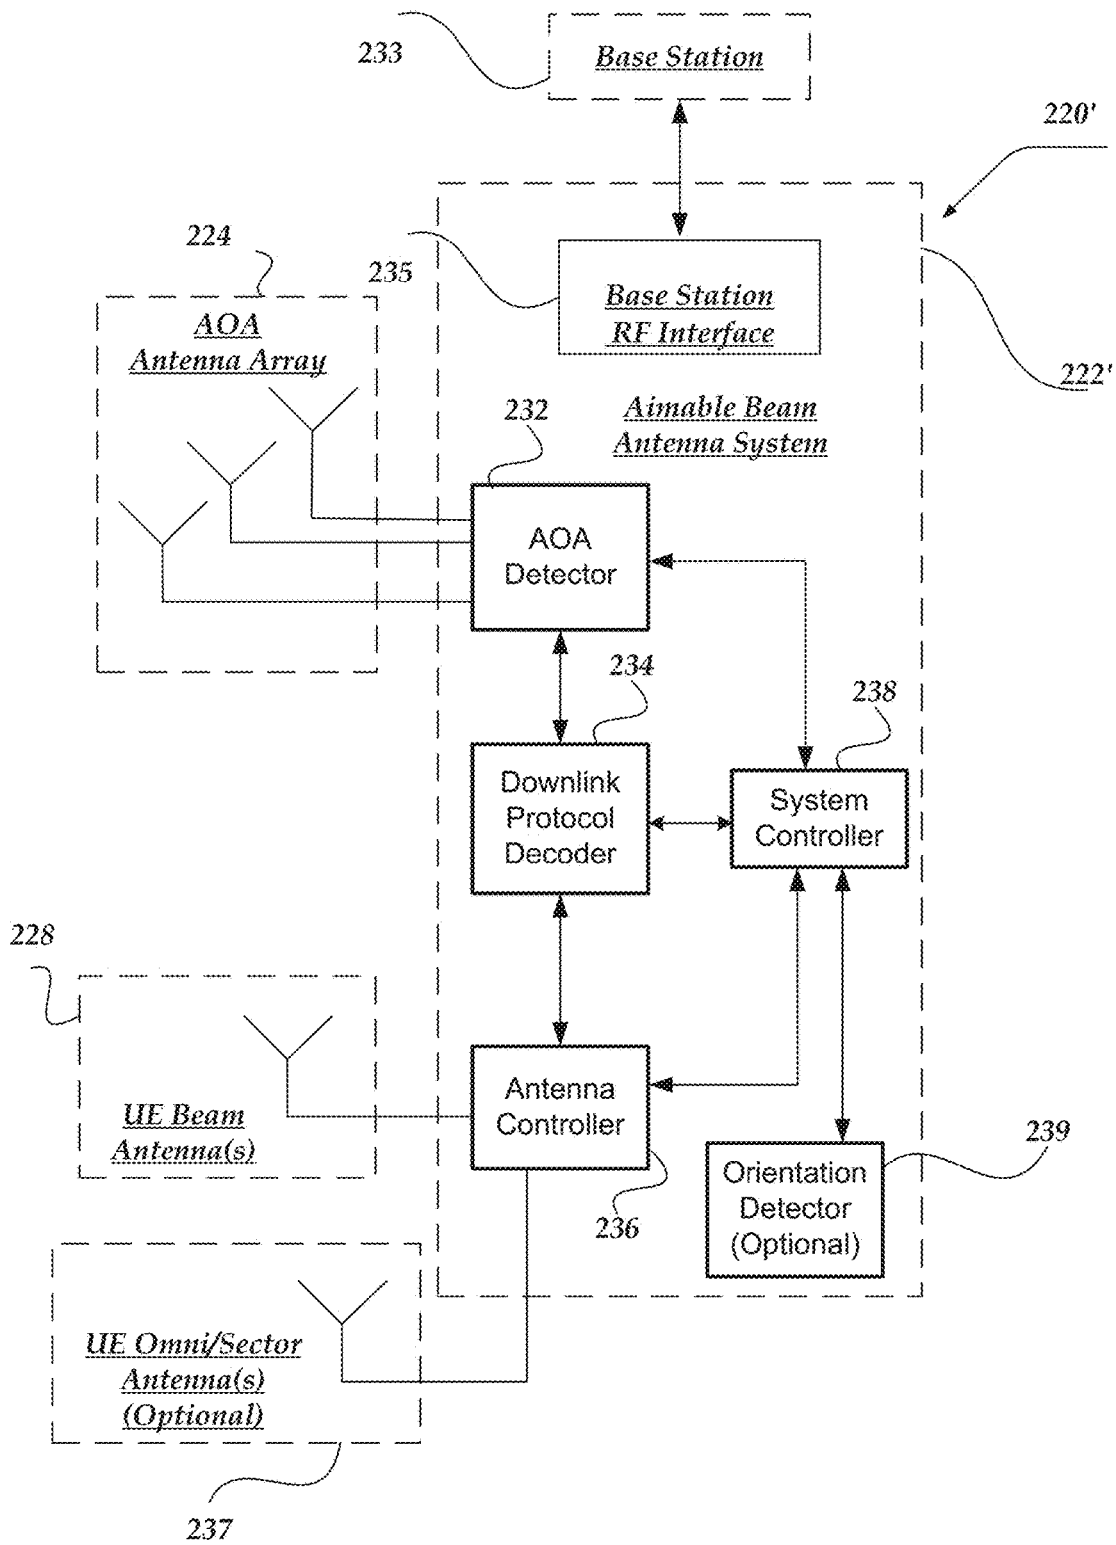 233
Base Station
220'
224
235
Base Station
RF Interface
222'
AOA
Antenna Array
232
Aimable Beam
Antenna System
AOA
Detector
234
238
Downlink
Protocol
Decoder
System
Controller
228
UE Beam
Antenna(s)
Antenna
Controller
239
Orientation
Detector
(Optional)
236
UE Omni/Sector
Antenna(s)
(Optional)
237